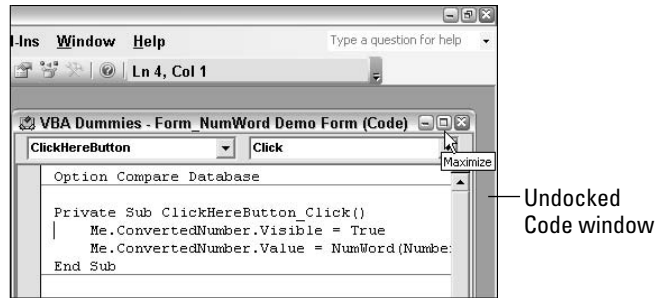 l-Ins Window Help Type a question for help
Ln 4, Col 1
VBA Dummies - Form_NumWord Demo Form (Code)
ClickHereButton Click
Maximize
Option Compare Database
Private Sub ClickHereButton_Click()
Me.ConvertedNumber.Visible = True
Me.ConvertedNumber.Value = NumWord(Numbe
End Sub
Undocked
Code window